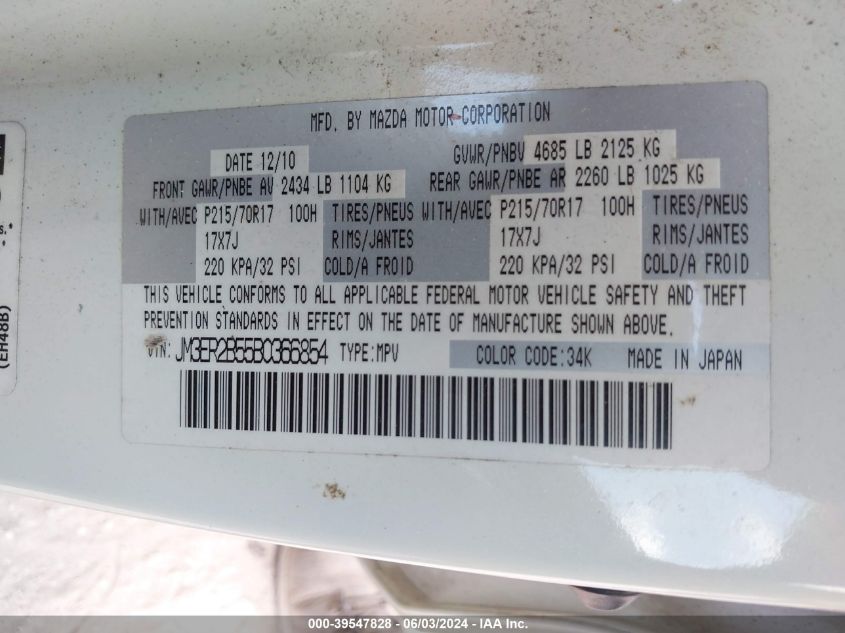 MFD. BY MAZDA MOTOR CORPORATION
DATE 12/10 GVWR/PNBV 4685 LB 2125 KG
FRONT GAWR/PNBE AV 2434 LB 1104 KG REAR GAWR/PNBE AR 2260 LB 1025 KG
WITH/AVEC P215/70R17 100H TIRES/PNEUS WITH/AVEC P215/70R17 100H TIRES/PNEUS
17X7J RIMS/JANTES 17X7J RIMS/JANTES
220 KPA/32 PSI COLD/A FROID 220 KPA/32 PSI COLD/A FROID
THIS VEHICLE CONFORMS TO ALL APPLICABLE FEDERAL MOTOR VEHICLE SAFETY AND THEFT
PREVENTION STANDARDS IN EFFECT ON THE DATE OF MANUFACTURE SHOWN ABOVE.
VIN: JM3ER2B55B0366854 TYPE:MPV COLOR CODE:34K MADE IN JAPAN
(EH48B)
000-39547828 - 06/03/2024 - IAA Inc.